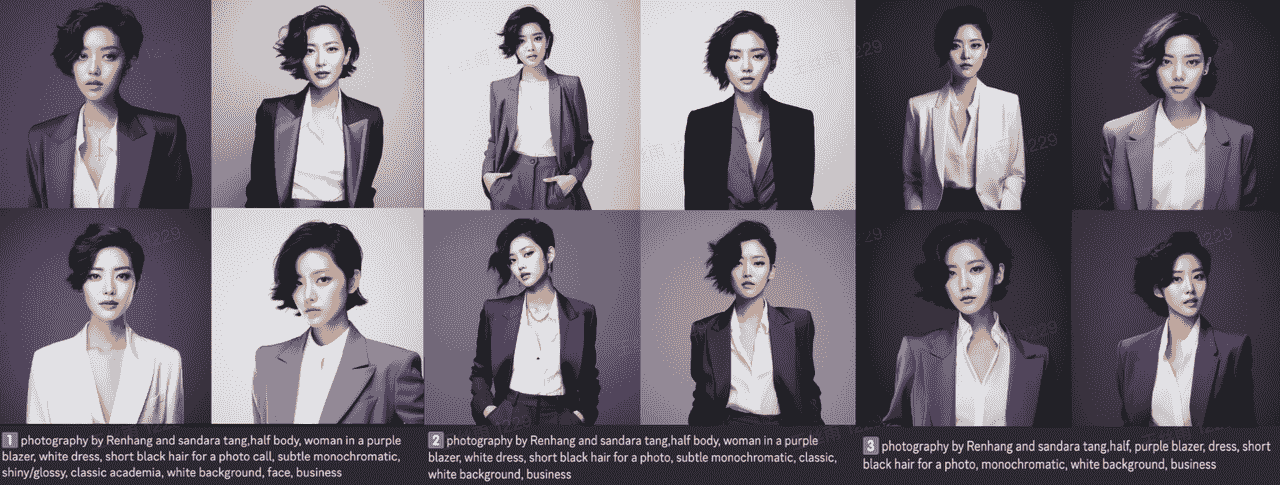 1 photography by Renhang and sandara tang,half body, woman in a purple
blazer, white dress, short black hair for a photo call, subtle monochromatic,
shiny/glossy, classic academia, white background, face, business
2 photography by Renhang and sandara tang,half body, woman in a purple
blazer, white dress, short black hair for a photo, subtle monochromatic, classic,
white background, business
3 photography by Renhang and sandara tang,half, purple blazer, dress, short
black hair for a photo, monochromatic, white background, business